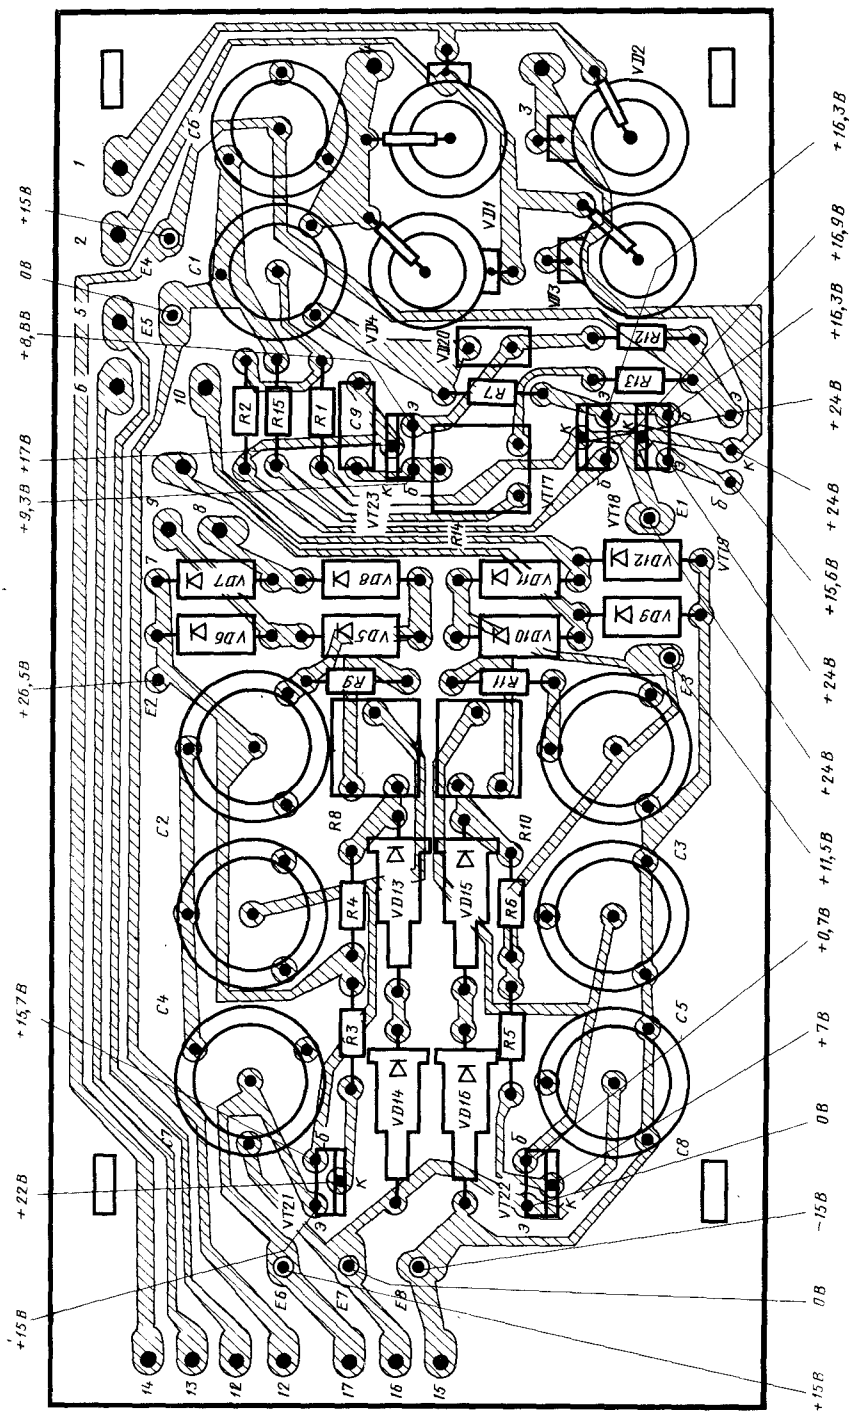 1
2
5
6
10
9
8
7
E4
E5
E2
C6
C1
VD2
VD1
VD3
VD4
VD20
З
R12
R13
R7
R2
R15
R1
C9
Э
К
б
VT23
R14
VT17
Э
К
б
VT18
К
б
Э
E1
Э
К
б
VT18
VD7
VD8
VD11
VD12
VD6
VD5
VD10
VD9
R9
R11
E3
C2
R8
R10
C3
VD13
VD15
R4
R6
C4
C5
R3
R5
VD14
VD16
C7
C8
VT21
б
К
Э
VT22
б
К
Э
E6
E7
E8
14
13
12
12
17
16
15
+15В
0В
+8,8В
+17В
+9,3В
+26,5В
+15,7В
+22В
+15В
+16,3В
+16,9В
+16,3В
+24В
+24В
+15,6В
+24В
+24В
+11,5В
+0,7В
+7В
0В
-15В
0В
+15В